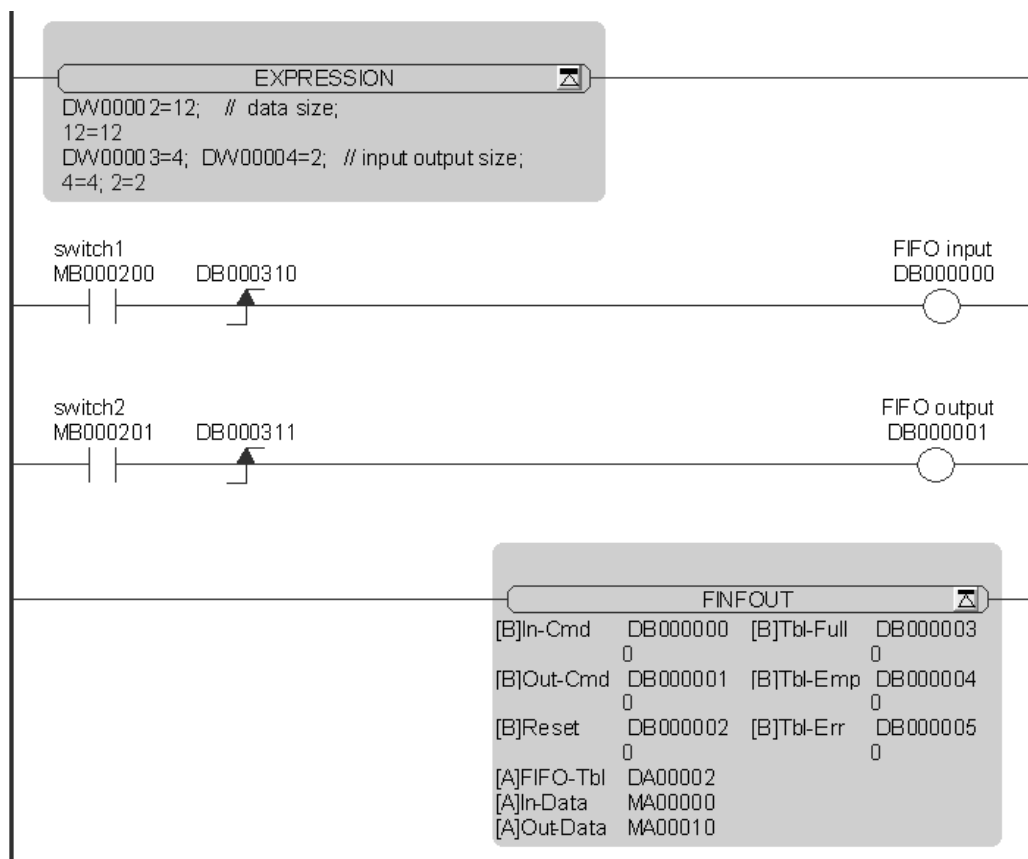 EXPRESSION
DW00002=12; // data size;
12=12
DW00003=4; DW00004=2; // input output size;
4=4; 2=2
switch1
MB000200 DB000310
FIFO input
DB000000
switch2
MB000201 DB000311
FIFO output
DB000001
FINFOUT
[B]In-Cmd DB000000 [B]Tbl-Full DB000003
0 0
[B]Out-Cmd DB000001 [B]Tbl-Emp DB000004
0 0
[B]Reset DB000002 [B]Tbl-Err DB000005
0 0
[A]FIFO-Tbl DA00002
[A]In-Data MA00000
[A]Out-Data MA00010